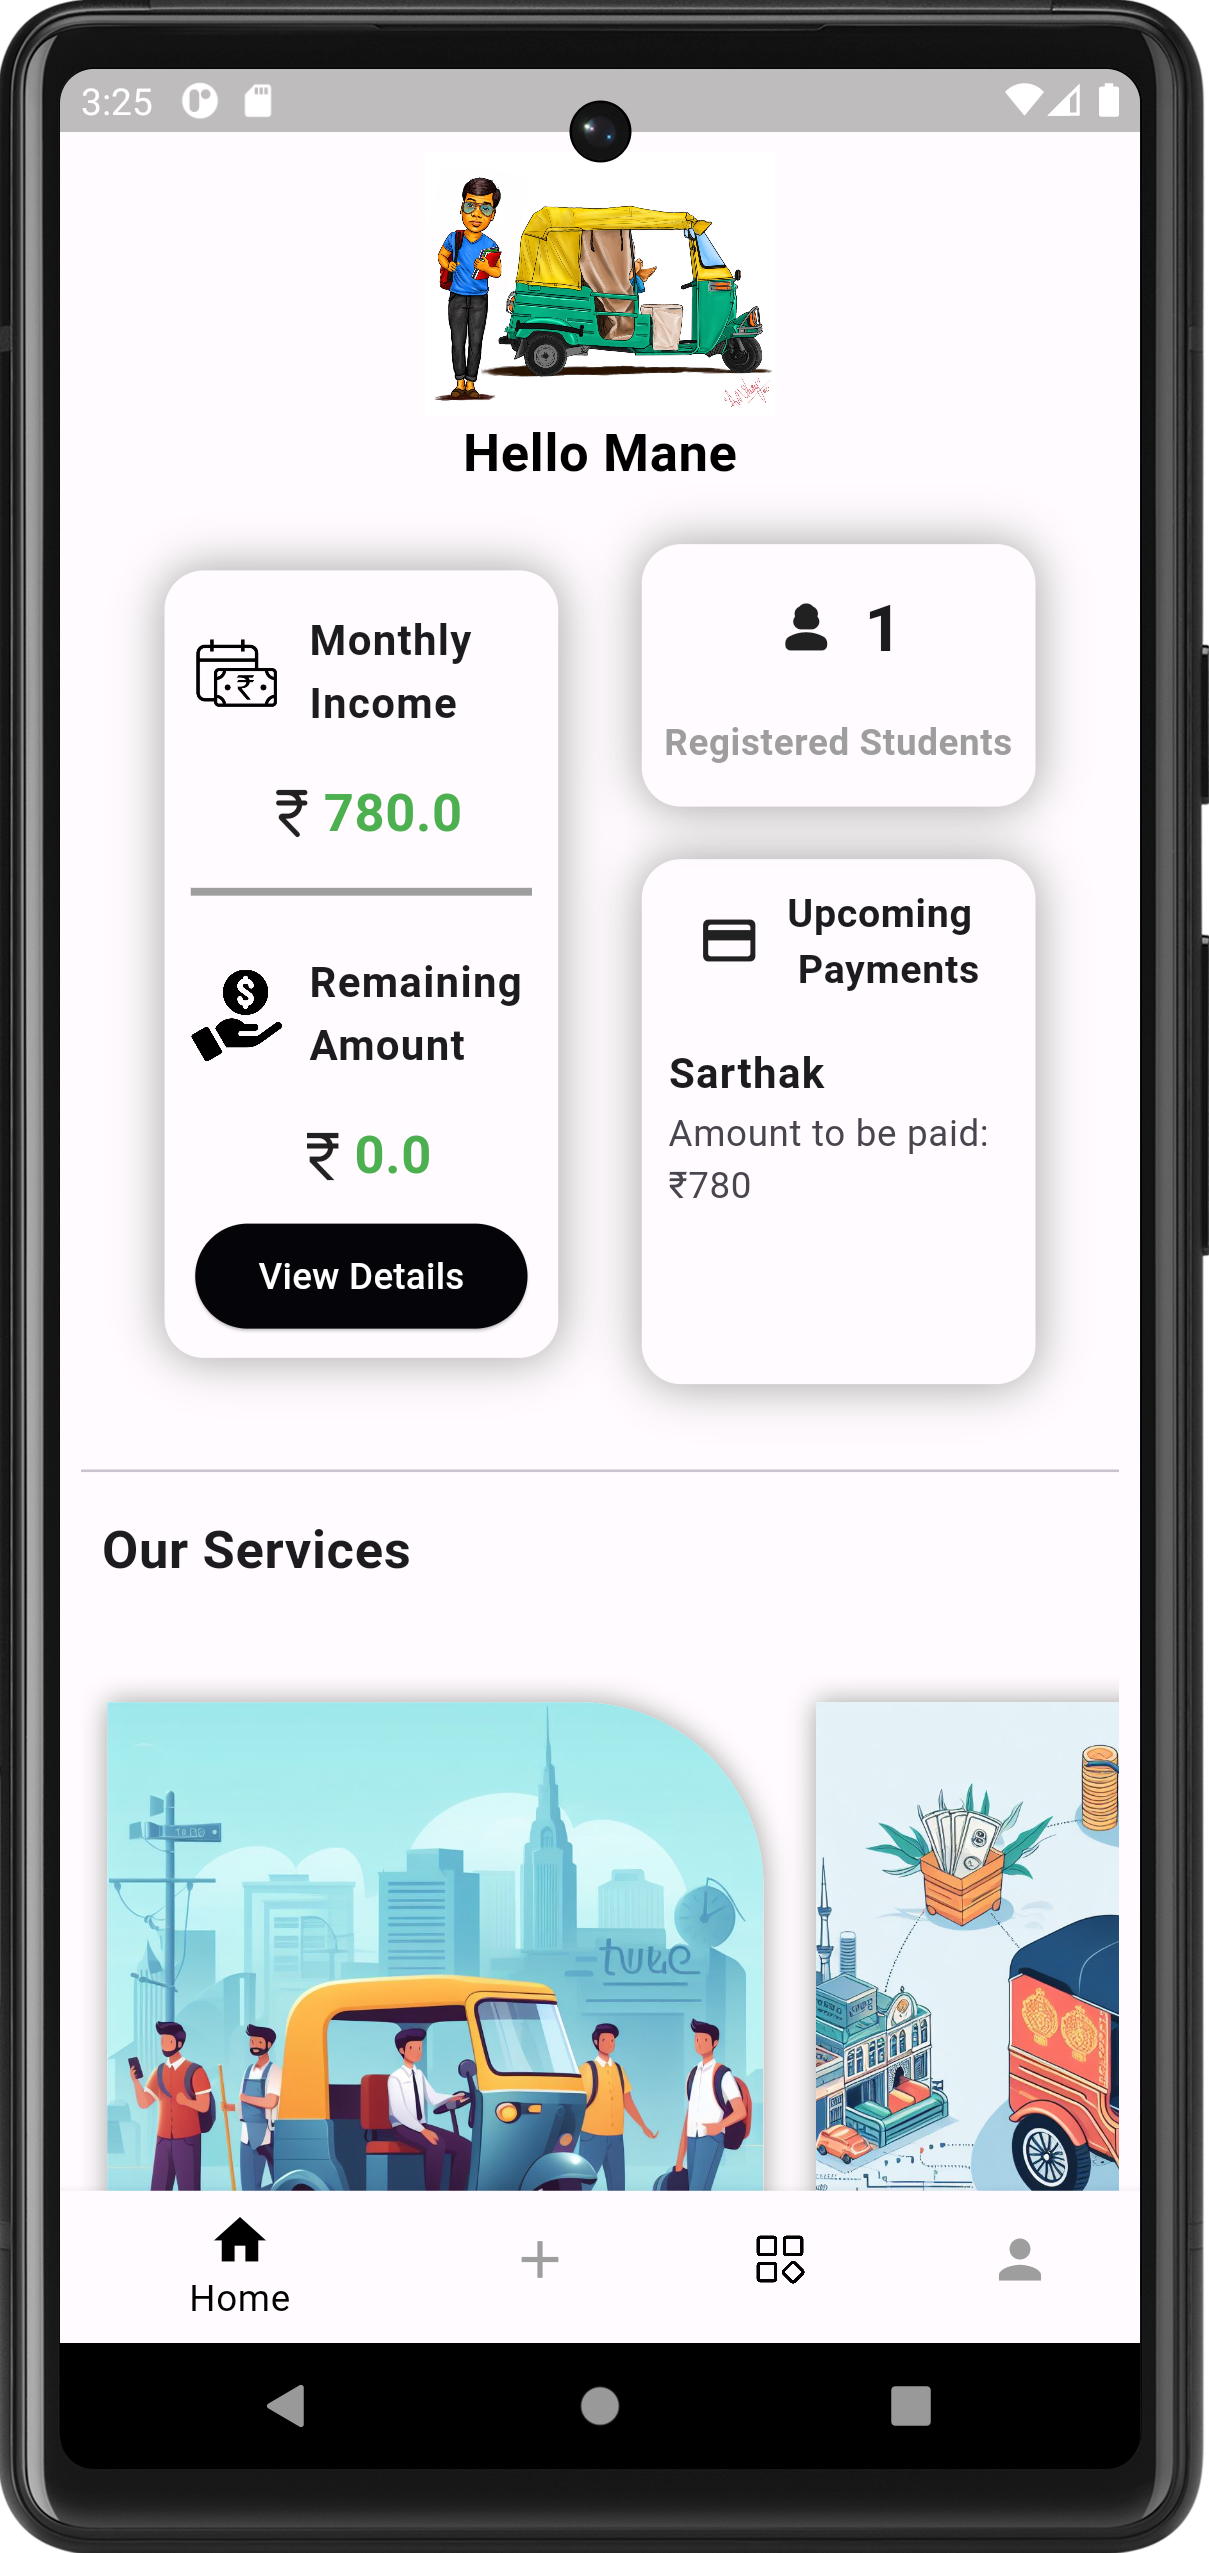 3:25
Hello Mane
Monthly
Income
₹ 780.0
Remaining
Amount
₹ 0.0
View Details
1
Registered Students
Upcoming
Payments
Sarthak
Amount to be paid:
₹780
Our Services
Home